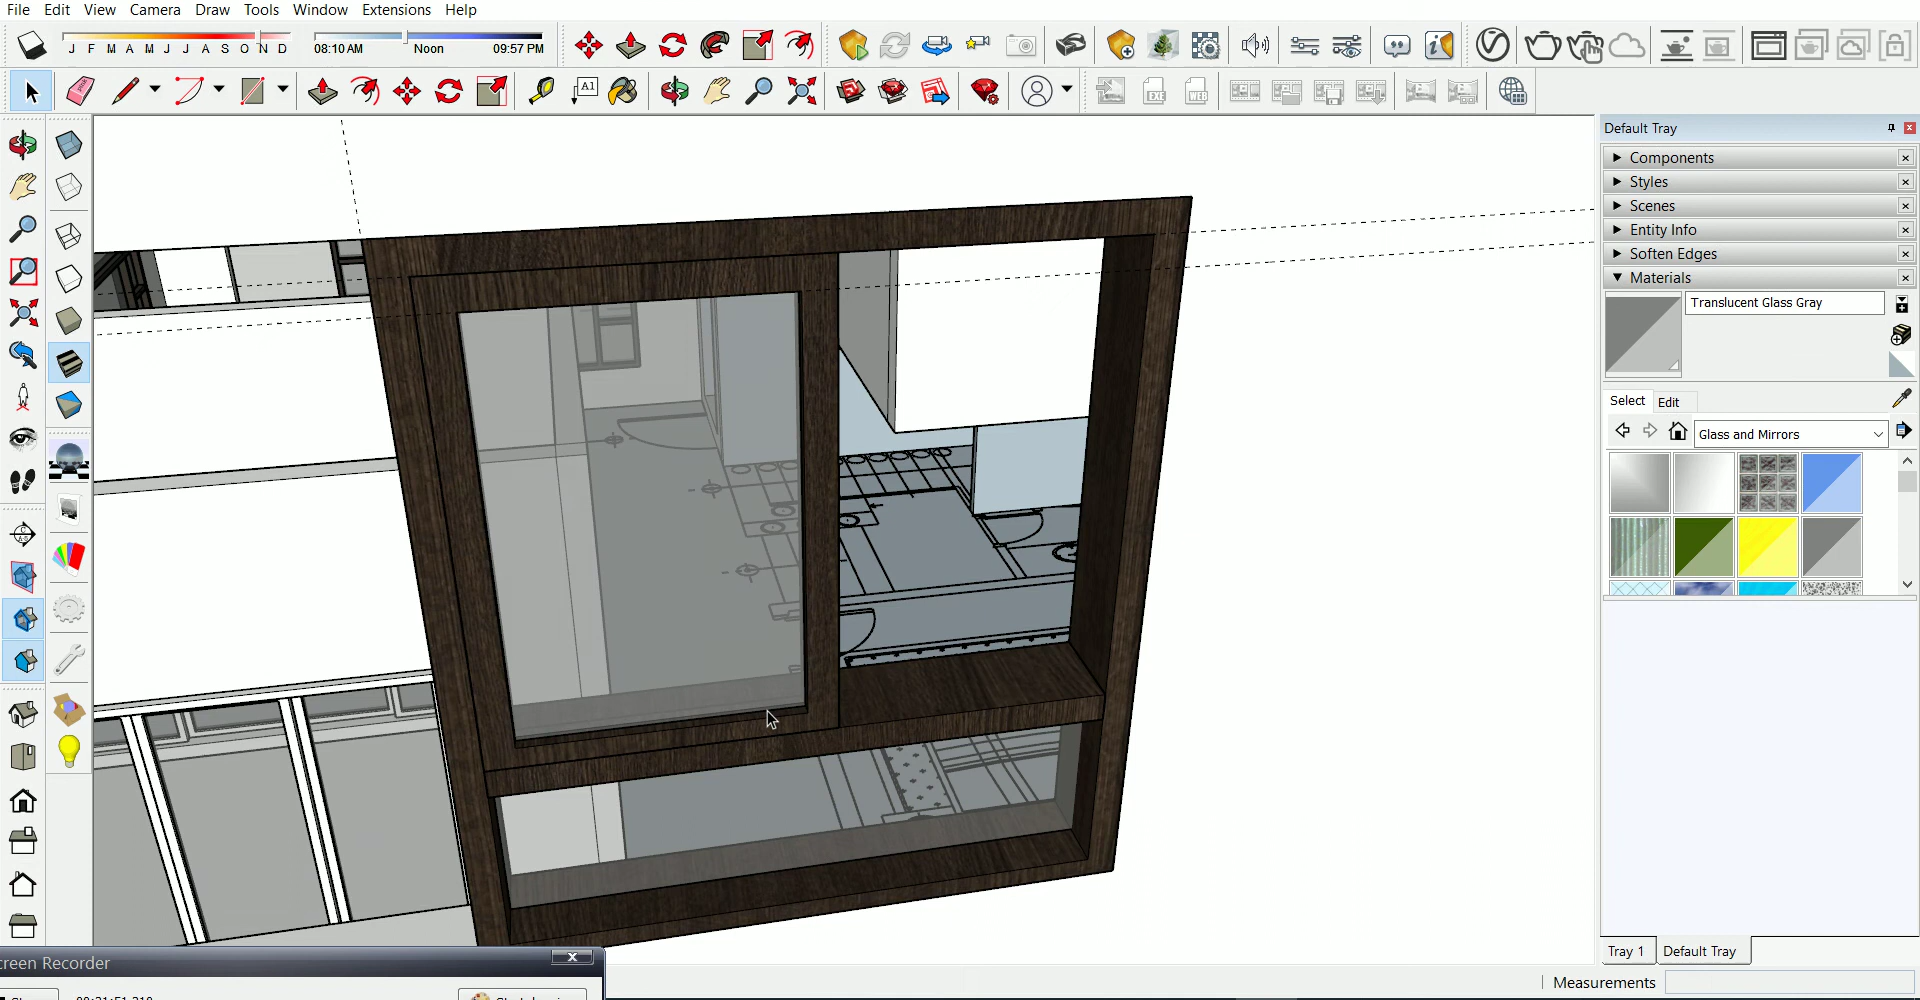 File Edit View Camera Draw Tools Window Extensions Help
J F M A M J J A S O N D
08:10 AM Noon 09:57 PM
A1
Default Tray
Components
Styles
Scenes
Entity Info
Soften Edges
Materials
Translucent Glass Gray
Select Edit
Glass and Mirrors
Tray 1 Default Tray
Measurements
creen Recorder